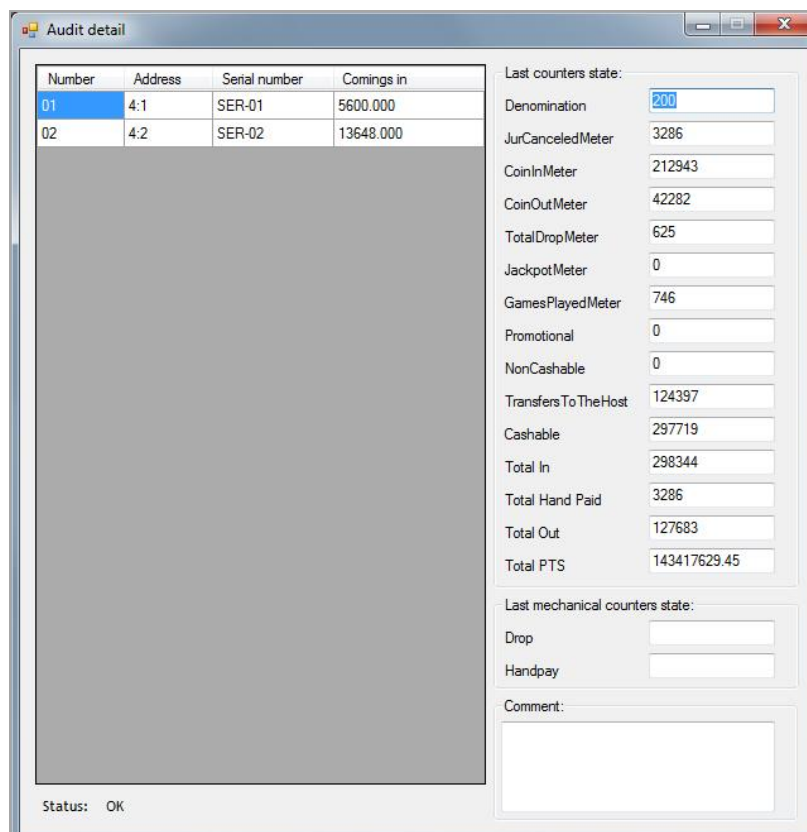 Audit detail
Number Address Serial number Comings in
01 4:1 SER-01 5600.000
02 4:2 SER-02 13648.000
Status: OK
Last counters state:
Denomination 200
JurCanceledMeter 3286
CoinInMeter 212943
CoinOutMeter 42282
TotalDropMeter 625
JackpotMeter 0
GamesPlayedMeter 746
Promotional 0
NonCashable 0
TransfersToTheHost 124397
Cashable 297719
Total In 298344
Total Hand Paid 3286
Total Out 127683
Total PTS 143417629.45
Last mechanical counters state:
Drop
Handpay
Comment: